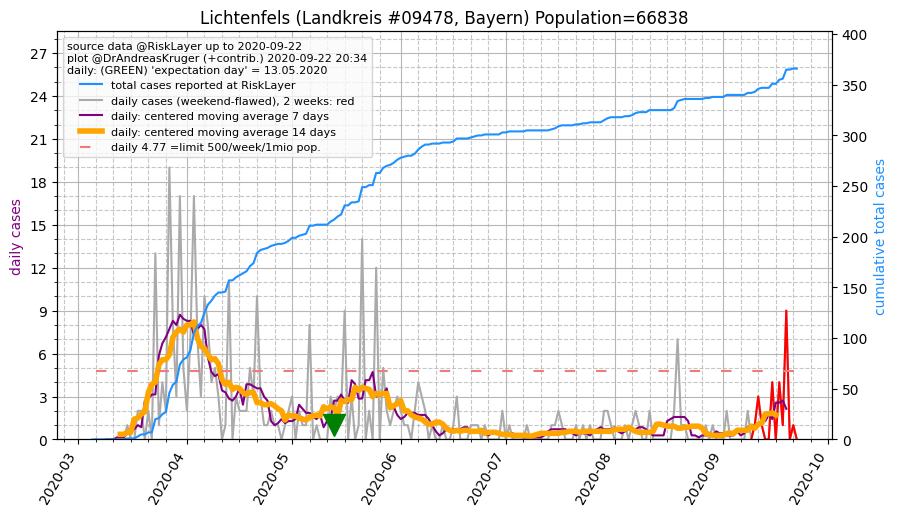 Lichtenfels (Landkreis #09478, Bayern) Population=66838
source data @RiskLayer up to 2020-09-22
plot @DrAndreasKruger (+contrib.) 2020-09-22 20:34
daily: (GREEN) 'expectation day' = 13.05.2020
total cases reported at RiskLayer
daily cases (weekend-flawed), 2 weeks: red
daily: centered moving average 7 days
daily: centered moving average 14 days
daily 4.77 =limit 500/week/1mio pop.
daily cases
27
24
21
18
15
12
9
6
3
0
cumulative total cases
400
350
300
250
200
150
100
50
0
2020-03
2020-04
2020-05
2020-06
2020-07
2020-08
2020-09
2020-10